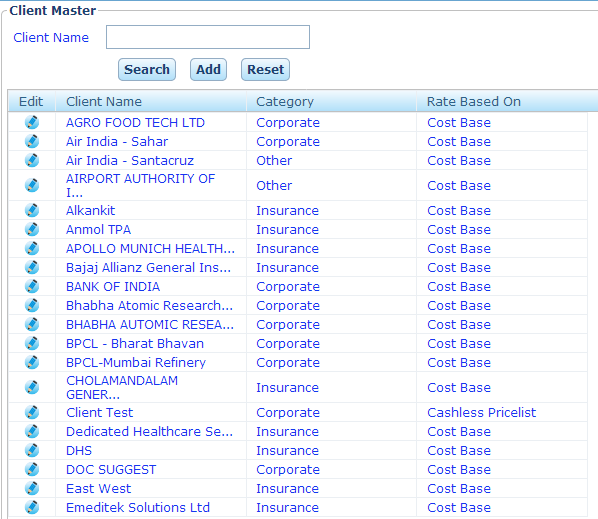 Client Master
Client Name
Search Add Reset
Edit Client Name Category Rate Based On
AGRO FOOD TECH LTD Corporate Cost Base
Air India - Sahar Corporate Cost Base
Air India - Santacruz Other Cost Base
AIRPORT AUTHORITY OF
I... Other Cost Base
Alkankit Insurance Cost Base
Anmol TPA Insurance Cost Base
APOLLO MUNICH HEALTH... Insurance Cost Base
Bajaj Allianz General Ins... Insurance Cost Base
BANK OF INDIA Corporate Cost Base
Bhabha Atomic Research... Corporate Cost Base
BHABHA AUTOMIC RESEA... Corporate Cost Base
BPCL - Bharat Bhavan Corporate Cost Base
BPCL-Mumbai Refinery Corporate Cost Base
CHOLAMANDALAM
GENER... Insurance Cost Base
Client Test Corporate Cashless Pricelist
Dedicated Healthcare Se... Insurance Cost Base
DHS Insurance Cost Base
DOC SUGGEST Corporate Cost Base
East West Insurance Cost Base
Emeditek Solutions Ltd Insurance Cost Base